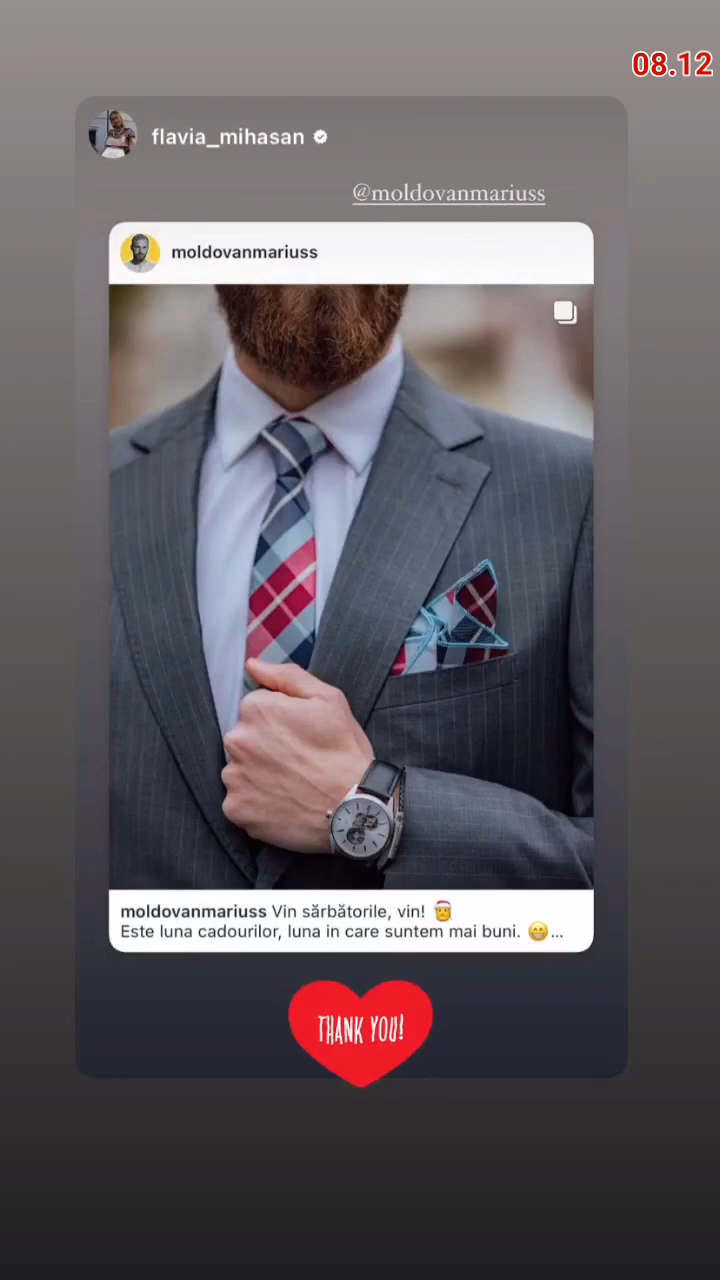 08.12
flavia_mihasan
@moldovanmariuss
moldovanmariuss
moldovanmariuss Vin sărbătorile, vin! 🎅
Este luna cadourilor, luna in care suntem mai buni. 😁...
THANK YOU!